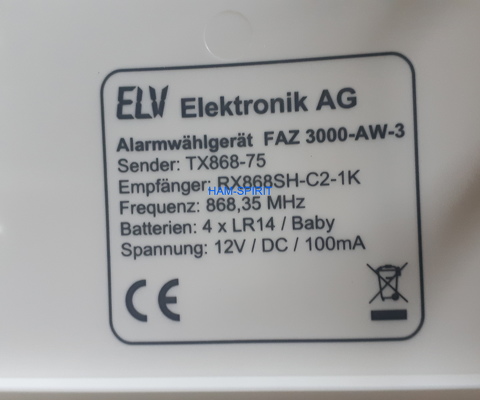 ELV Elektronik AG
Alarmwählgerät FAZ 3000-AW-3
Sender: TX868-75
Empfänger: RX868SH-C2-1K
HAM-SPIRIT
Frequenz: 868,35 MHz
Batterien: 4 x LR14 / Baby
Spannung: 12V / DC / 100mA
CE